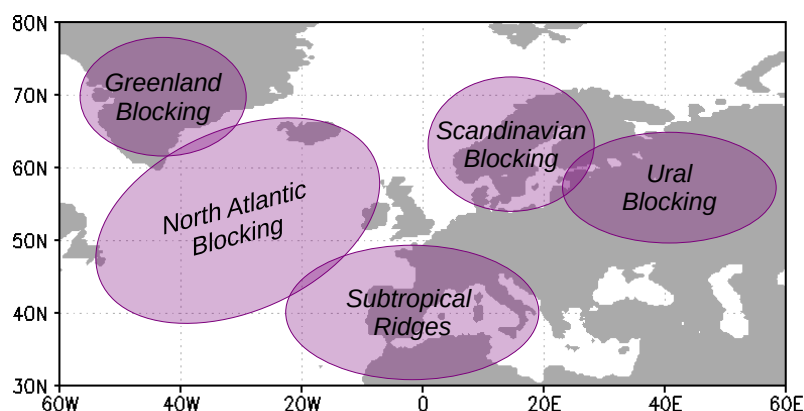 80N
70N
60N
50N
40N
30N
Greenland
Blocking
Scandinavian
Blocking
Ural
Blocking
North Atlantic
Blocking
Subtropical
Ridges
60W
40W
20W
0
20E
40E
60E